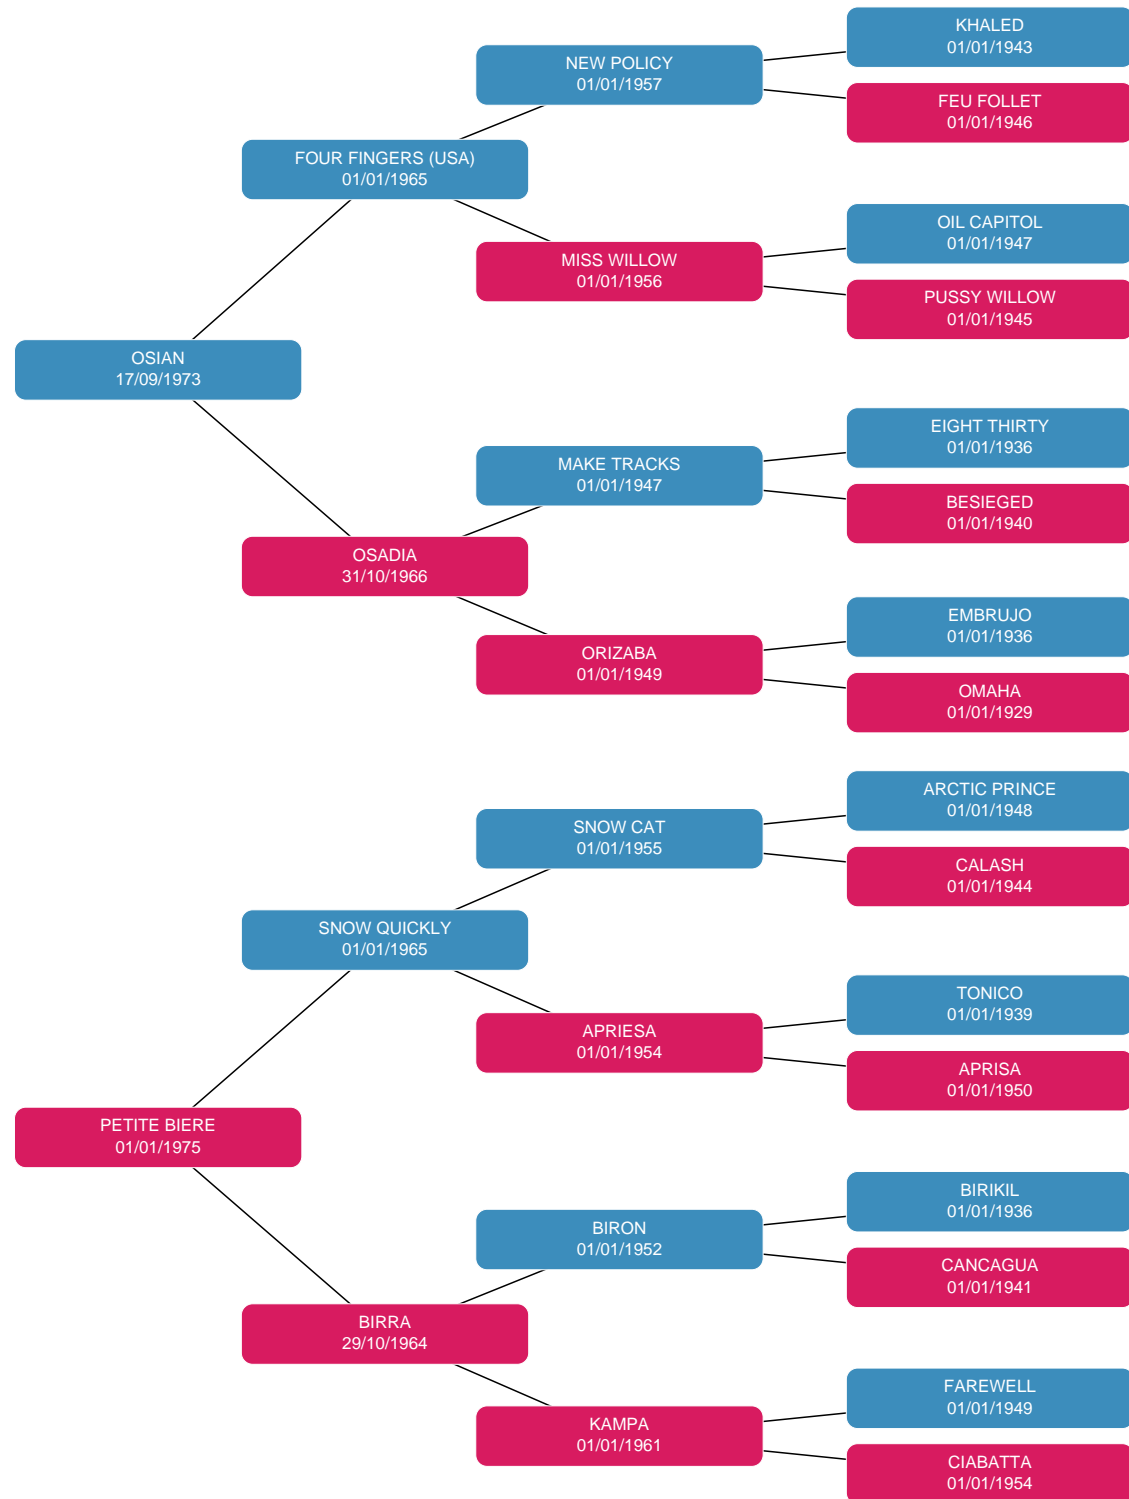 KHALED
01/01/1943
NEW POLICY
01/01/1957
FEU FOLLET
01/01/1946
FOUR FINGERS (USA)
01/01/1965
OIL CAPITOL
01/01/1947
MISS WILLOW
01/01/1956
PUSSY WILLOW
01/01/1945
OSIAN
17/09/1973
EIGHT THIRTY
01/01/1936
MAKE TRACKS
01/01/1947
BESIEGED
01/01/1940
OSADIA
31/10/1966
EMBRUJO
01/01/1936
ORIZABA
01/01/1949
OMAHA
01/01/1929
ARCTIC PRINCE
01/01/1948
SNOW CAT
01/01/1955
CALASH
01/01/1944
SNOW QUICKLY
01/01/1965
TONICO
01/01/1939
APRIESA
01/01/1954
APRISA
01/01/1950
PETITE BIERE
01/01/1975
BIRIKIL
01/01/1936
BIRON
01/01/1952
CANCAGUA
01/01/1941
BIRRA
29/10/1964
FAREWELL
01/01/1949
KAMPA
01/01/1961
CIABATTA
01/01/1954